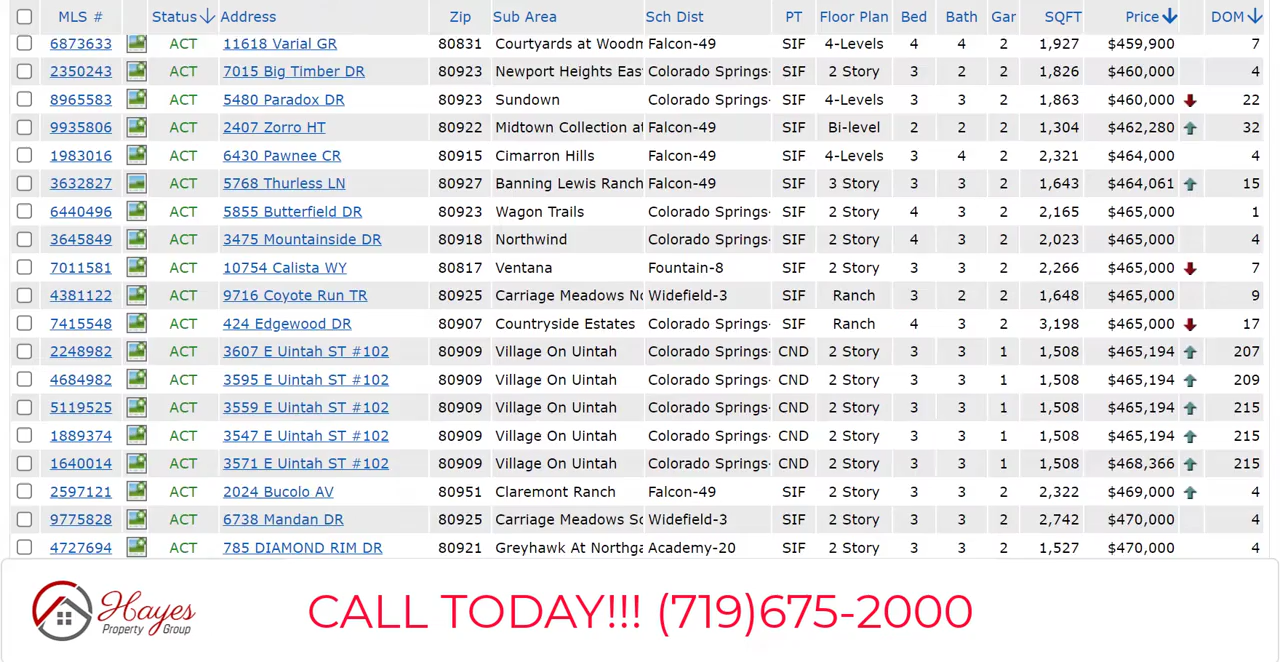 MLS # Status Address Zip Sub Area Sch Dist PT Floor Plan Bed Bath Gar SQFT Price DOM
6873633 ACT 11618 Varial GR 80831 Courtyards at Woodm Falcon-49 SIF 4-Levels 4 4 2 1,927 $459,900 7
2350243 ACT 7015 Big Timber DR 80923 Newport Heights Eas Colorado Springs- SIF 2 Story 3 2 2 1,826 $460,000 4
8965583 ACT 5480 Paradox DR 80923 Sundown Colorado Springs- SIF 4-Levels 3 3 2 1,863 $460,000 22
9935806 ACT 2407 Zorro HT 80922 Midtown Collection at Falcon-49 SIF Bi-level 2 2 2 1,304 $462,280 32
1983016 ACT 6430 Pawnee CR 80915 Cimarron Hills Falcon-49 SIF 4-Levels 3 4 2 2,321 $464,000 4
3632827 ACT 5768 Thurless LN 80927 Banning Lewis Ranch Falcon-49 SIF 3 Story 3 3 2 1,643 $464,061 15
6440496 ACT 5855 Butterfield DR 80923 Wagon Trails Colorado Springs- SIF 2 Story 4 3 2 2,165 $465,000 1
3645849 ACT 3475 Mountainside DR 80918 Northwind Colorado Springs- SIF 2 Story 4 3 2 2,023 $465,000 4
7011581 ACT 10754 Calista WY 80817 Ventana Fountain-8 SIF 2 Story 3 3 2 2,266 $465,000 7
4381122 ACT 9716 Coyote Run TR 80925 Carriage Meadows No Widefield-3 SIF Ranch 3 2 2 1,648 $465,000 9
7415548 ACT 424 Edgewood DR 80907 Countryside Estates Colorado Springs- SIF Ranch 4 3 2 3,198 $465,000 17
2248982 ACT 3607 E Uintah ST #102 80909 Village On Uintah Colorado Springs- CND 2 Story 3 3 1 1,508 $465,194 207
4684982 ACT 3595 E Uintah ST #102 80909 Village On Uintah Colorado Springs- CND 2 Story 3 3 1 1,508 $465,194 209
5119525 ACT 3559 E Uintah ST #102 80909 Village On Uintah Colorado Springs- CND 2 Story 3 3 1 1,508 $465,194 215
1889374 ACT 3547 E Uintah ST #102 80909 Village On Uintah Colorado Springs- CND 2 Story 3 3 1 1,508 $465,194 215
1640014 ACT 3571 E Uintah ST #102 80909 Village On Uintah Colorado Springs- CND 2 Story 3 3 1 1,508 $468,366 215
2597121 ACT 2024 Bucolo AV 80951 Claremont Ranch Falcon-49 SIF 2 Story 3 3 2 2,322 $469,000 4
9775828 ACT 6738 Mandan DR 80925 Carriage Meadows So Widefield-3 SIF 2 Story 3 3 2 2,742 $470,000 4
4727694 ACT 785 DIAMOND RIM DR 80921 Greyhawk At Northga Academy-20 SIF 2 Story 3 3 2 1,527 $470,000 4
Hayes
Property Group
CALL TODAY!!! (719)675-2000